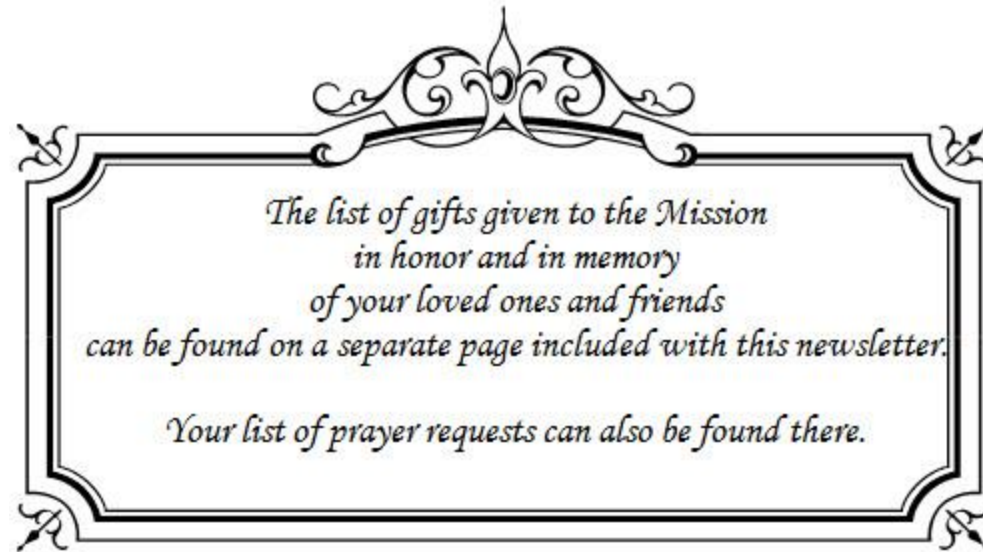 The list of gifts given to the Mission
in honor and in memory
of your loved ones and friends
can be found on a separate page included with this newsletter.
Your list of prayer requests can also be found there.